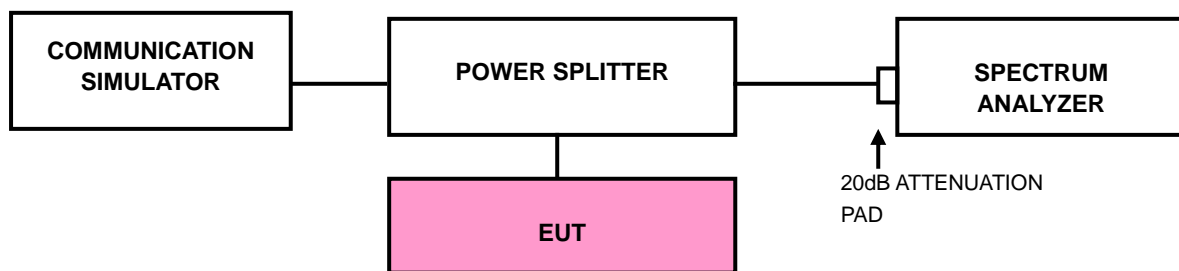 COMMUNICATION
SIMULATOR
POWER SPLITTER
SPECTRUM
ANALYZER
20dB ATTENUATION
PAD
EUT